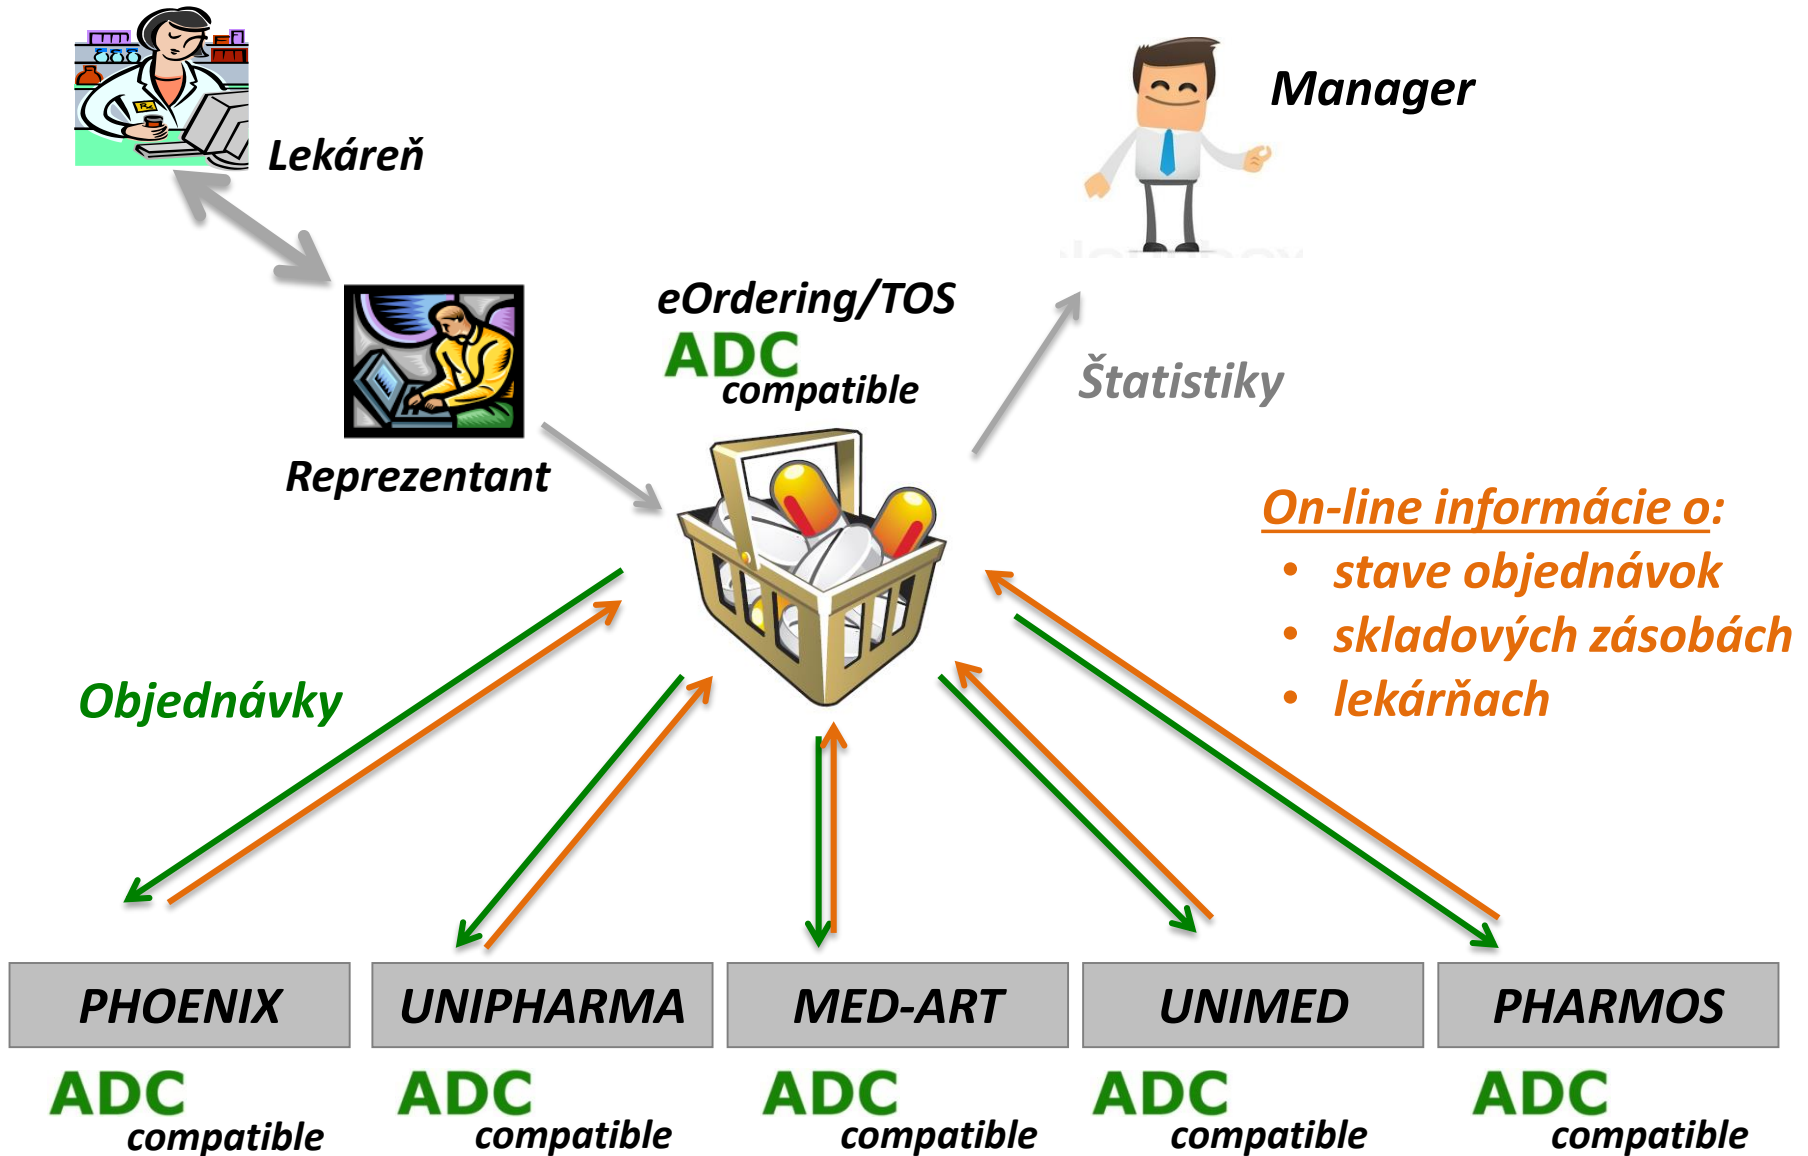 Manager
Lekáreň
eOrdering/TOS
ADC
compatible
Štatistiky
Reprezentant
On-line informácie o:
• stave objednávok
• skladových zásobách
• lekárňach
Objednávky
PHOENIX
UNIPHARMA
MED-ART
UNIMED
PHARMOS
ADC
compatible
ADC
compatible
ADC
compatible
ADC
compatible
ADC
compatible